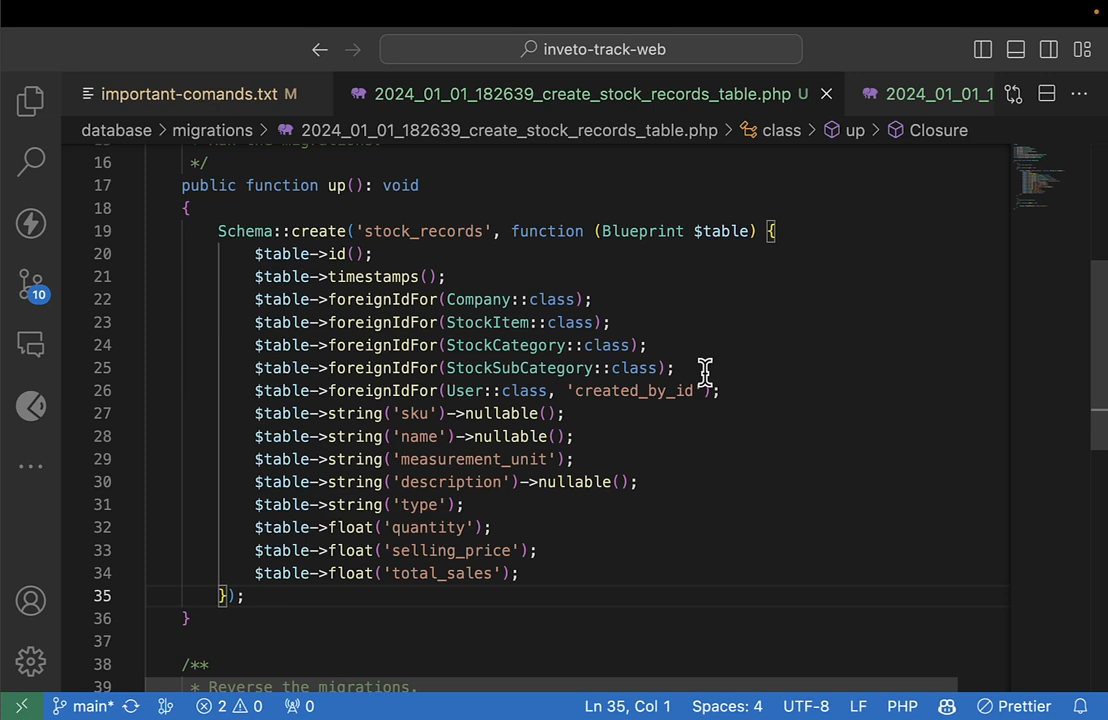 inveto-track-web
important-comands.txt M
2024_01_01_182639_create_stock_records_table.php U
2024_01_01_1
database > migrations > 2024_01_01_182639_create_stock_records_table.php > class > up > Closure
16 */
17 public function up(): void
18 {
19 Schema::create('stock_records', function (Blueprint $table) {
20 $table->id();
21 $table->timestamps();
22 $table->foreignIdFor(Company::class);
23 $table->foreignIdFor(StockItem::class);
24 $table->foreignIdFor(StockCategory::class);
25 $table->foreignIdFor(StockSubCategory::class);
26 $table->foreignIdFor(User::class, 'created_by_id');
27 $table->string('sku')->nullable();
28 $table->string('name')->nullable();
29 $table->string('measurement_unit');
30 $table->string('description')->nullable();
31 $table->string('type');
32 $table->float('quantity');
33 $table->float('selling_price');
34 $table->float('total_sales');
35 });
36 }
37
38 /**
39 * Reverse the migrations.
10
main* 2 0 0 Ln 35, Col 1 Spaces: 4 UTF-8 LF PHP Prettier